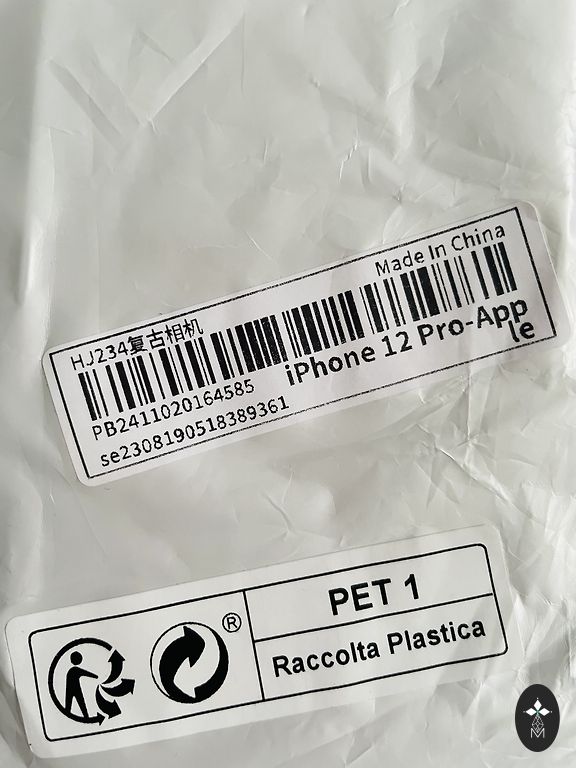 Made In China
HJ234复古相机
PB2411020164585
iPhone 12 Pro-App
le
se2308190518389361
PET 1
®
Raccolta Plastica
M